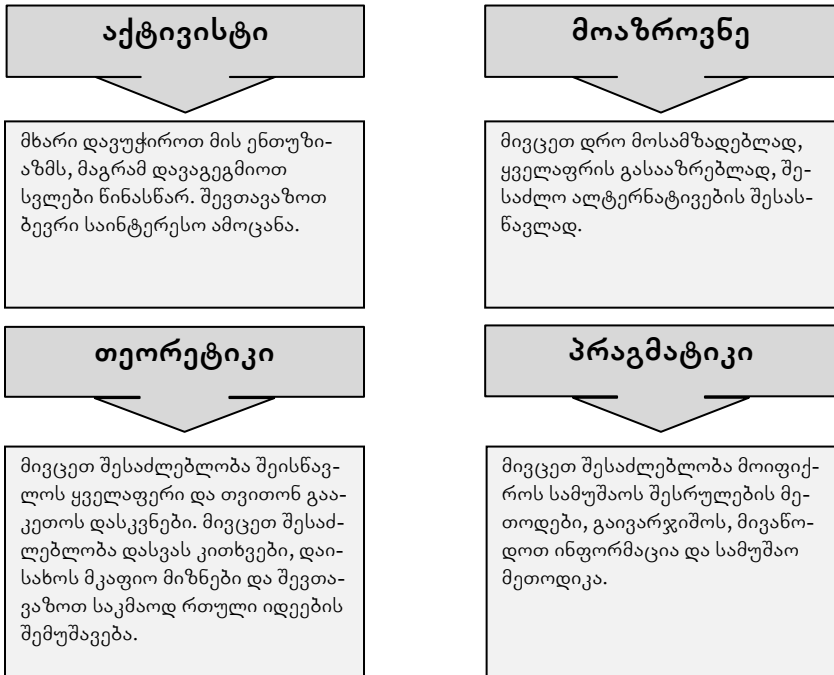 აქტივისტი
მხარი დავუჭიროთ მის ენთუზი-
აზმს, მაგრამ დავაგეგმიოთ
სვლები წინასწარ. შევთავაზოთ
ბევრი საინტერესო ამოცანა.
მოაზროვნე
მივცეთ დრო მოსამზადებლად,
ყველაფრის გასააზრებლად, შე-
საძლო ალტერნატივების შესას-
წავლად.
თეორეტიკი
მივცეთ შესაძლებლობა შეისწავ-
ლოს ყველაფერი და თვითონ გაა-
კეთოს დასკვნები. მივცეთ შესაძ-
ლებლობა დასვას კითხვები, დაი-
სახოს მკაფიო მიზნები და შევთა-
ვაზოთ საკმაოდ რთული იდეების
შემუშავება.
პრაგმატიკი
მივცეთ შესაძლებლობა მოიფიქ-
როს სამუშაოს შესრულების მე-
თოდები, გაივარჯიშოს, მივაწო-
დოთ ინფორმაცია და სამუშაო
მეთოდიკა.